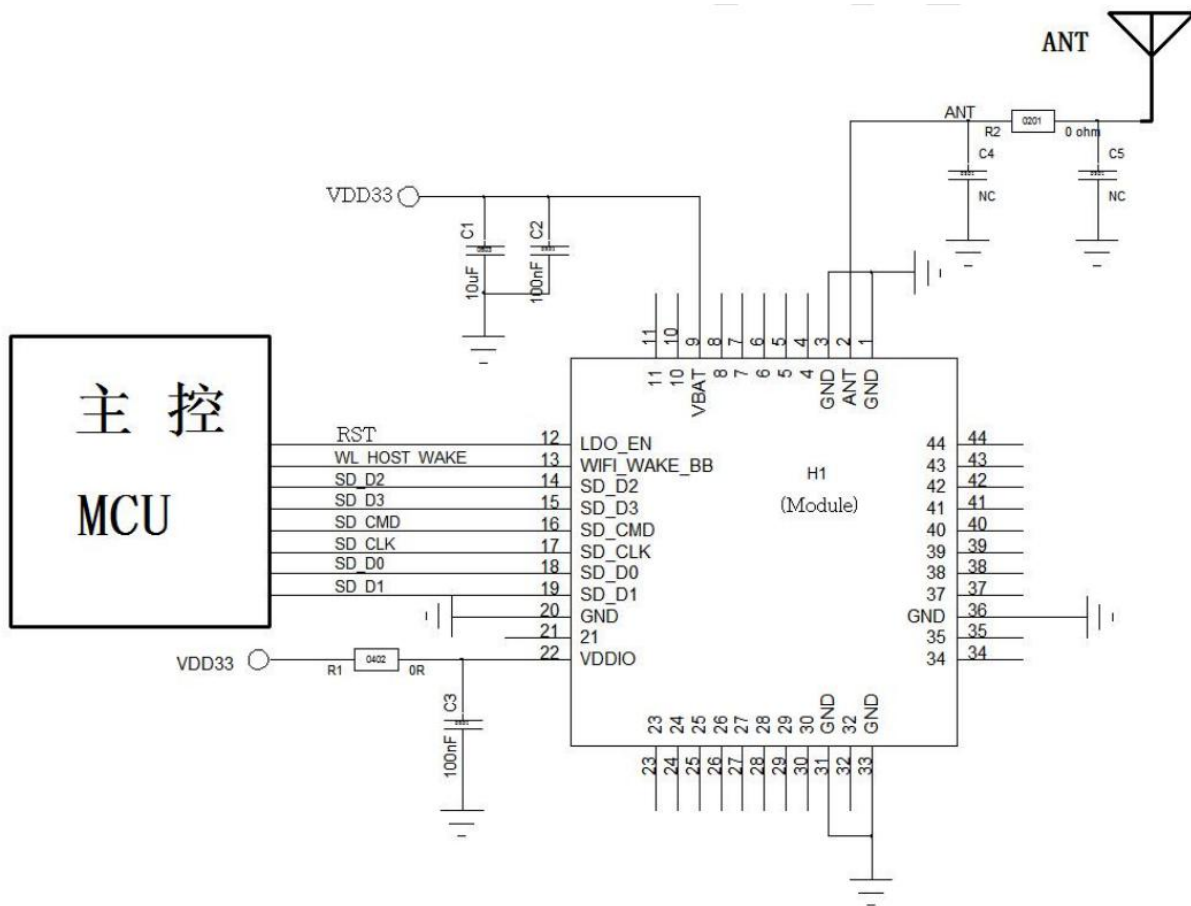 ANT
ANT
R2
0201
0 ohm
C4
NC
C5
NC
VDD33
C1
10uF
C2
100nF
主 控
MCU
RST
WL_HOST_WAKE
SD_D2
SD_D3
SD_CMD
SD_CLK
SD_D0
SD_D1
11 10 9 8 7 6 5 4 3 2 1
11 10 VBAT 8 7 6 5 4 GND ANT GND
12 LDO_EN
13 WIFI_WAKE_BB
14 SD_D2
15 SD_D3
16 SD_CMD
17 SD_CLK
18 SD_D0
19 SD_D1
20 GND
21 21
22 VDDIO
H1
(Module)
44 44
43 43
42 42
41 41
40 40
39 39
38 38
37 37
GND 36
35 35
34 34
VDD33
R1
0402
0R
C3
100nF
23 24 25 26 27 28 29 30 GND 32 GND
23 24 25 26 27 28 29 30 31 32 33